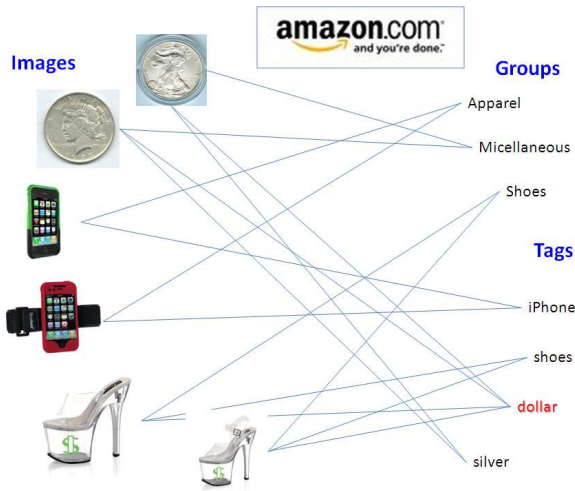 amazon.com
and you're done.
Images
Groups
Apparel
Micellaneous
Shoes
Tags
iPhone
shoes
dollar
silver